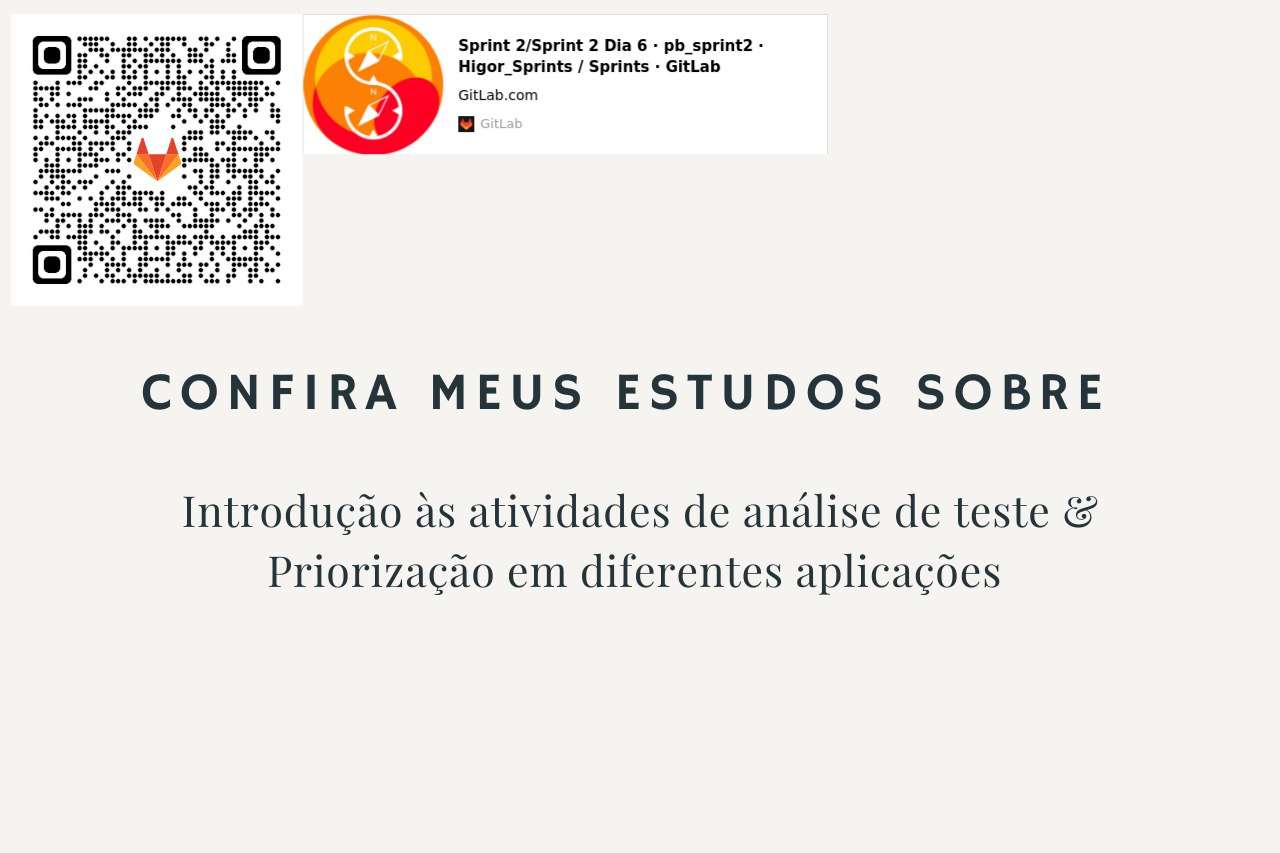 Sprint 2/Sprint 2 Dia 6 · pb_sprint2 ·
Higor_Sprints / Sprints · GitLab
GitLab.com
GitLab
N
N
CONFIRA MEUS ESTUDOS SOBRE
Introdução às atividades de análise de teste &
Priorização em diferentes aplicações